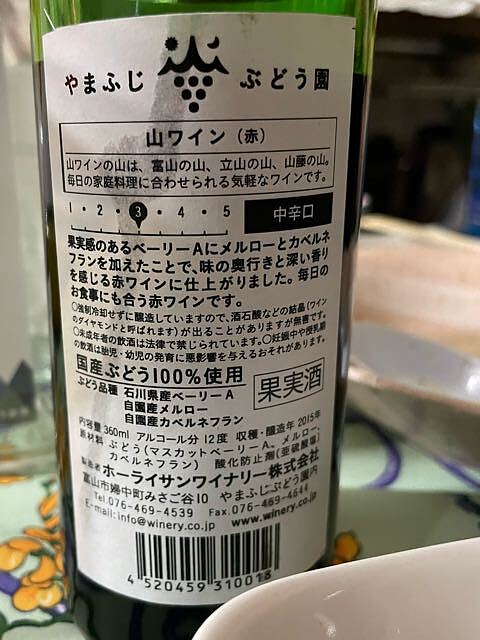 やまふじ ぶどう園
山ワイン（赤）
山ワインの山は、富山の山、立山の山、山藤の山。
毎日の家庭料理に合わせられる気軽なワインです。
1・2・3・4・5 中辛口
果実感のあるベーリーAにメルローとカベルネ
フランを加えたことで、味の奥行きと深い香り
を感じる赤ワインに仕上がりました。毎日の
お食事にも合う赤ワインです。
○強制冷却せずに醸造していますので、酒石酸などの結晶（ワイン
のダイヤモンドと呼ばれます）が出ることがありますが無害です。
○未成年者の飲酒は法律で禁じられています。○妊娠中や授乳期
の飲酒は胎児・幼児の発育に悪影響を与えるおそれがあります。
国産ぶどう100％使用
ぶどう品種 石川県産ベーリーA
自園産メルロー
自園産カベルネフラン
果実酒
内容量 360ml アルコール分 12度 収穫・醸造年 2015年
原材料 ぶどう（マスカットベーリーA、メルロー、
カベルネフラン） 酸化防止剤（亜硫酸塩）
製造者 ホーライサンワイナリー株式会社
富山市婦中町みさご谷10 やまふじぶどう園内
Tel.076-469-4539 Fax.076-469-4644
E-mail:info@winery.co.jp www.winery.co.jp
4 520459 310018